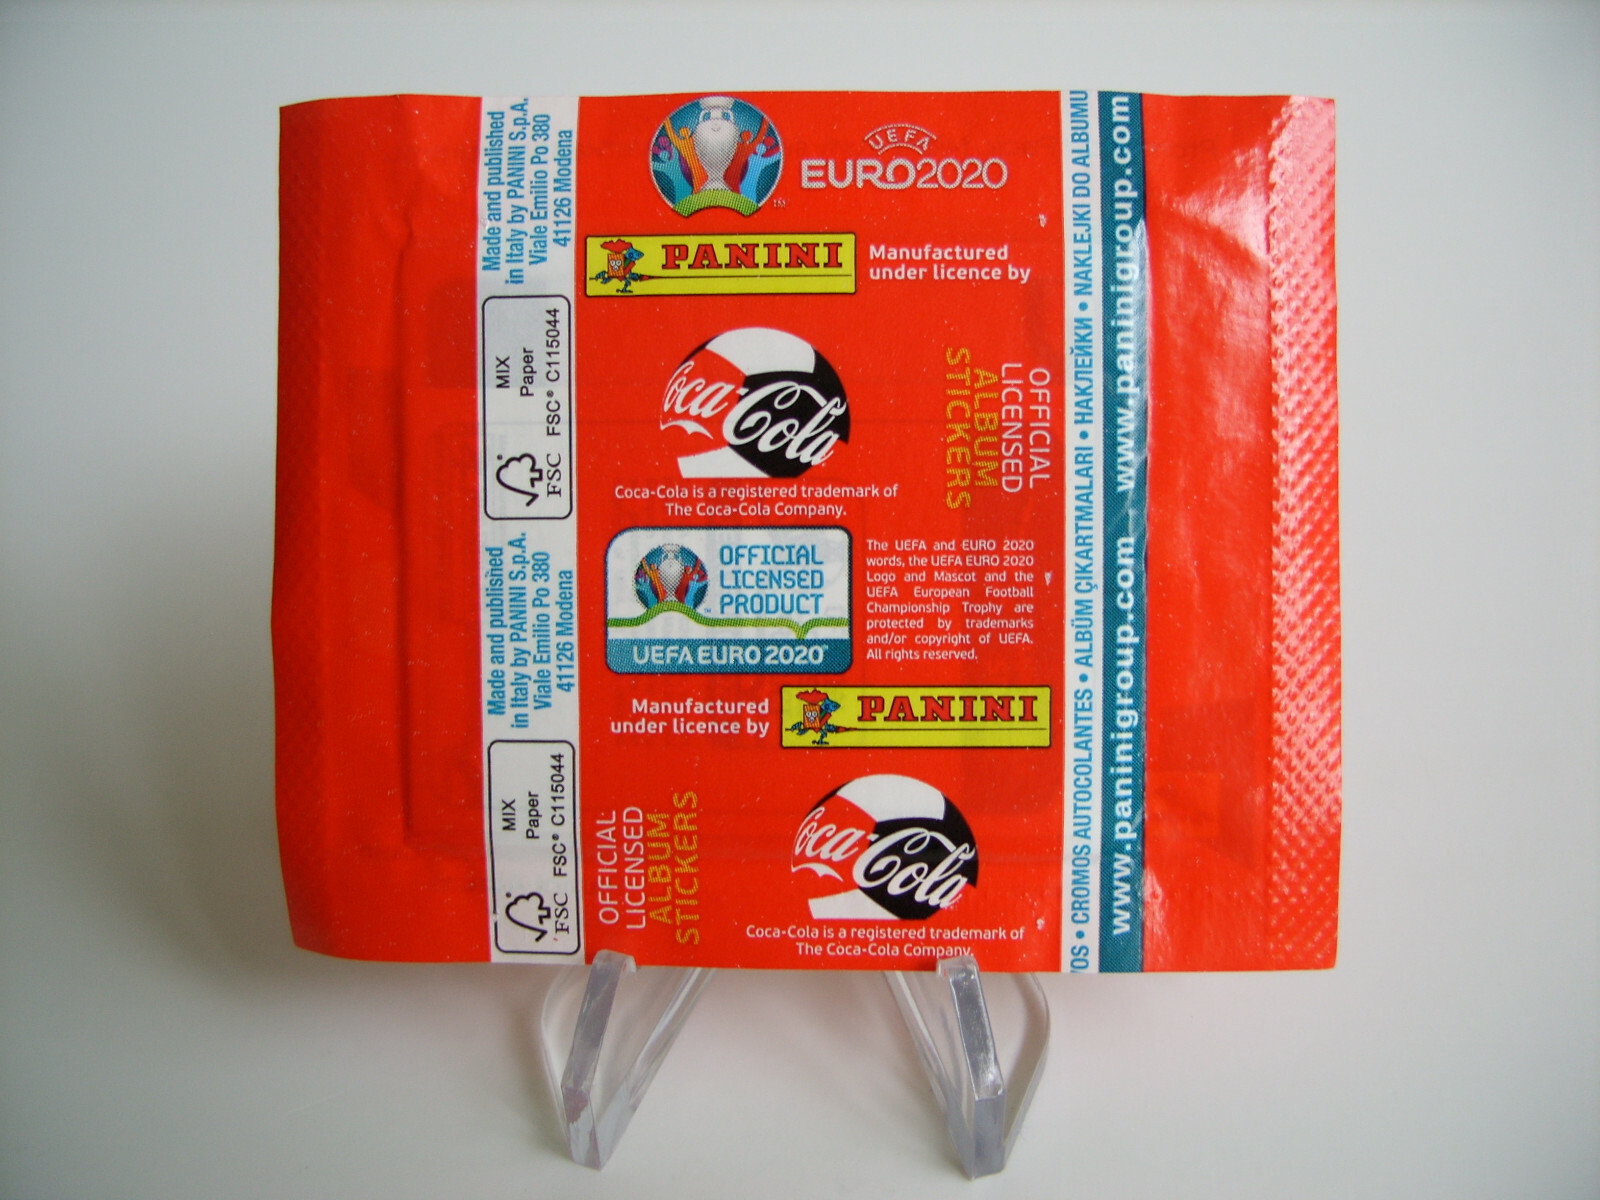 Made and published
in Italy by PANINI S.p.A.
Viale Emilio Po 380
41126 Modena
MIX
Paper
FSC® C115044
FSC
Made and published
in Italy by PANINI S.p.A.
Viale Emilio Po 380
41126 Modena
MIX
Paper
FSC® C115044
FSC
UEFA
EURO2020
PANINI
Manufactured
under licence by
Coca-Cola
Coca-Cola is a registered trademark of
The Coca-Cola Company.
OFFICIAL
LICENSED
ALBUM
STICKERS
OFFICIAL
LICENSED
PRODUCT
UEFA EURO 2020™
The UEFA and EURO 2020
words, the UEFA EURO 2020
Logo and Mascot and the
UEFA European Football
Championship Trophy are
protected by trademarks
and/or copyright of UEFA.
All rights reserved.
Manufactured
under licence by
PANINI
OFFICIAL
LICENSED
ALBUM
STICKERS
Coca-Cola
Coca-Cola is a registered trademark of
The Coca-Cola Company.
• CROMOS AUTOCOLANTES • ALBÜM ÇIKARTMALARI • НАКЛЕЙКИ • NAKLEJKI DO ALBUMU
www.paninigroup.com – www.paninigroup.com